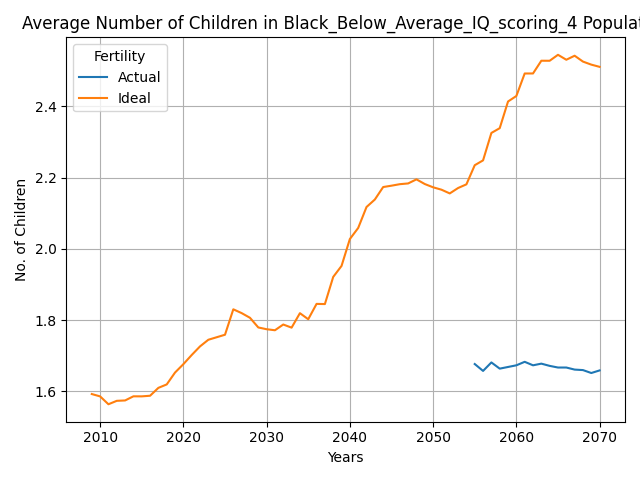 Average Number of Children in Black_Below_Average_IQ_scoring_4 Populat
Fertility
Actual
Ideal
No. of Children
2.4
2.2
2.0
1.8
1.6
2010 2020 2030 2040 2050 2060 2070
Years